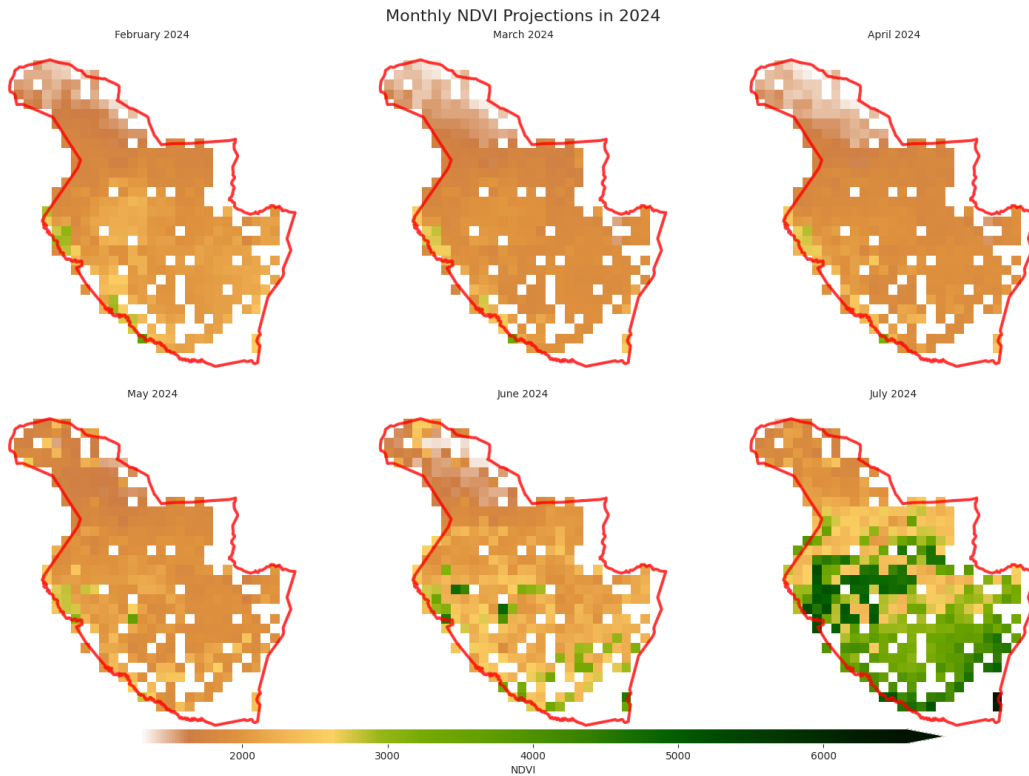 Monthly NDVI Projections in 2024
February 2024
March 2024
April 2024
May 2024
June 2024
July 2024
2000
3000
4000
5000
6000
NDVI